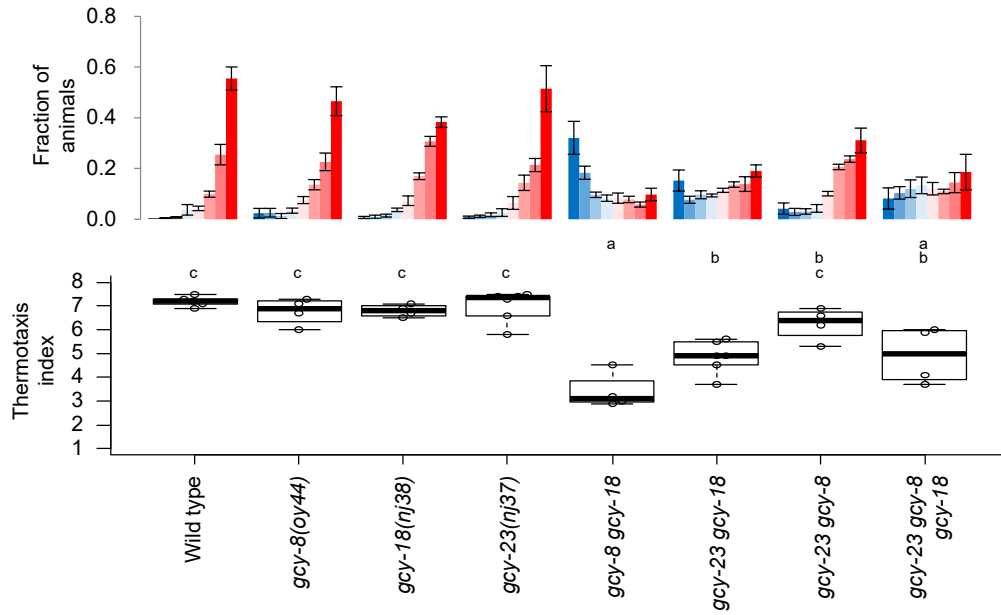 Fraction of
animals
0.8
0.6
0.4
0.2
0.0
a
b
b
c
a
b
c
c
c
c
Thermotaxis
index
8
7
6
5
4
3
2
1
Wild type
gcy-8(oy44)
gcy-18(nj38)
gcy-23(nj37)
gcy-8 gcy-18
gcy-23 gcy-18
gcy-23 gcy-8
gcy-23 gcy-8
gcy-18